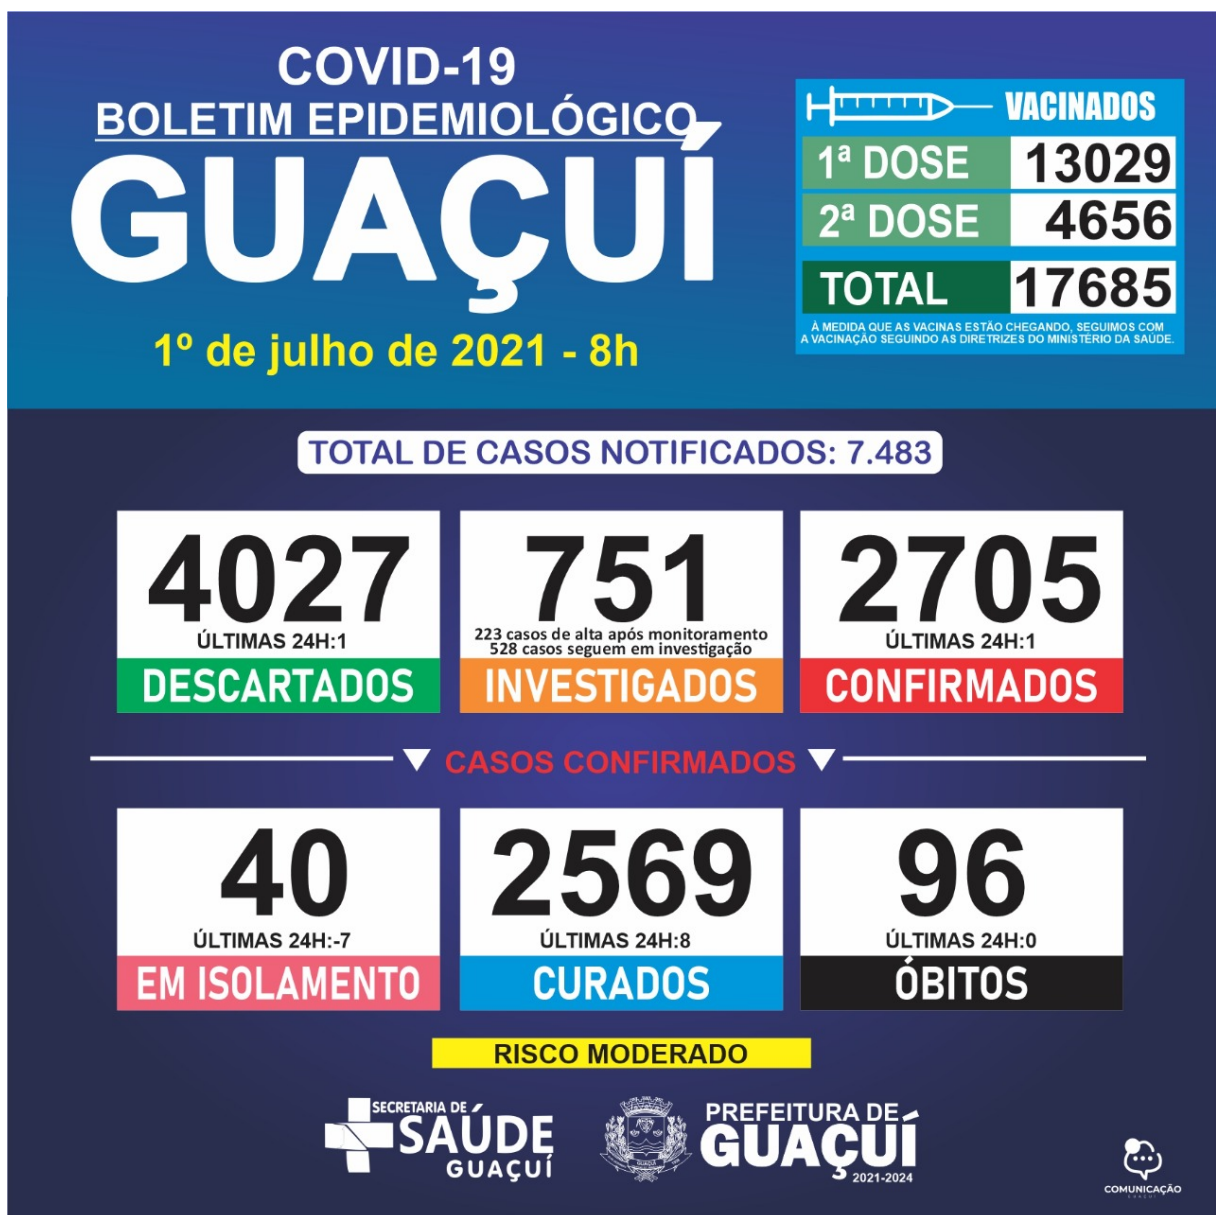 COVID-19
BOLETIM EPIDEMIOLÓGICO
GUAÇUÍ
1º de julho de 2021 - 8h
VACINADOS
1ª DOSE 13029
2ª DOSE 4656
TOTAL 17685
À MEDIDA QUE AS VACINAS ESTÃO CHEGANDO, SEGUIMOS COM
A VACINAÇÃO SEGUINDO AS DIRETRIZES DO MINISTÉRIO DA SAÚDE.
TOTAL DE CASOS NOTIFICADOS: 7.483
4027
ÚLTIMAS 24H:1
DESCARTADOS
751
223 casos de alta após monitoramento
528 casos seguem em investigação
INVESTIGADOS
2705
ÚLTIMAS 24H:1
CONFIRMADOS
CASOS CONFIRMADOS
40
ÚLTIMAS 24H:-7
EM ISOLAMENTO
2569
ÚLTIMAS 24H:8
CURADOS
96
ÚLTIMAS 24H:0
ÓBITOS
RISCO MODERADO
SECRETARIA DE
SAÚDE
GUAÇUÍ
PREFEITURA DE
GUAÇUÍ
2021-2024
COMUNICAÇÃO
GUAÇUÍ